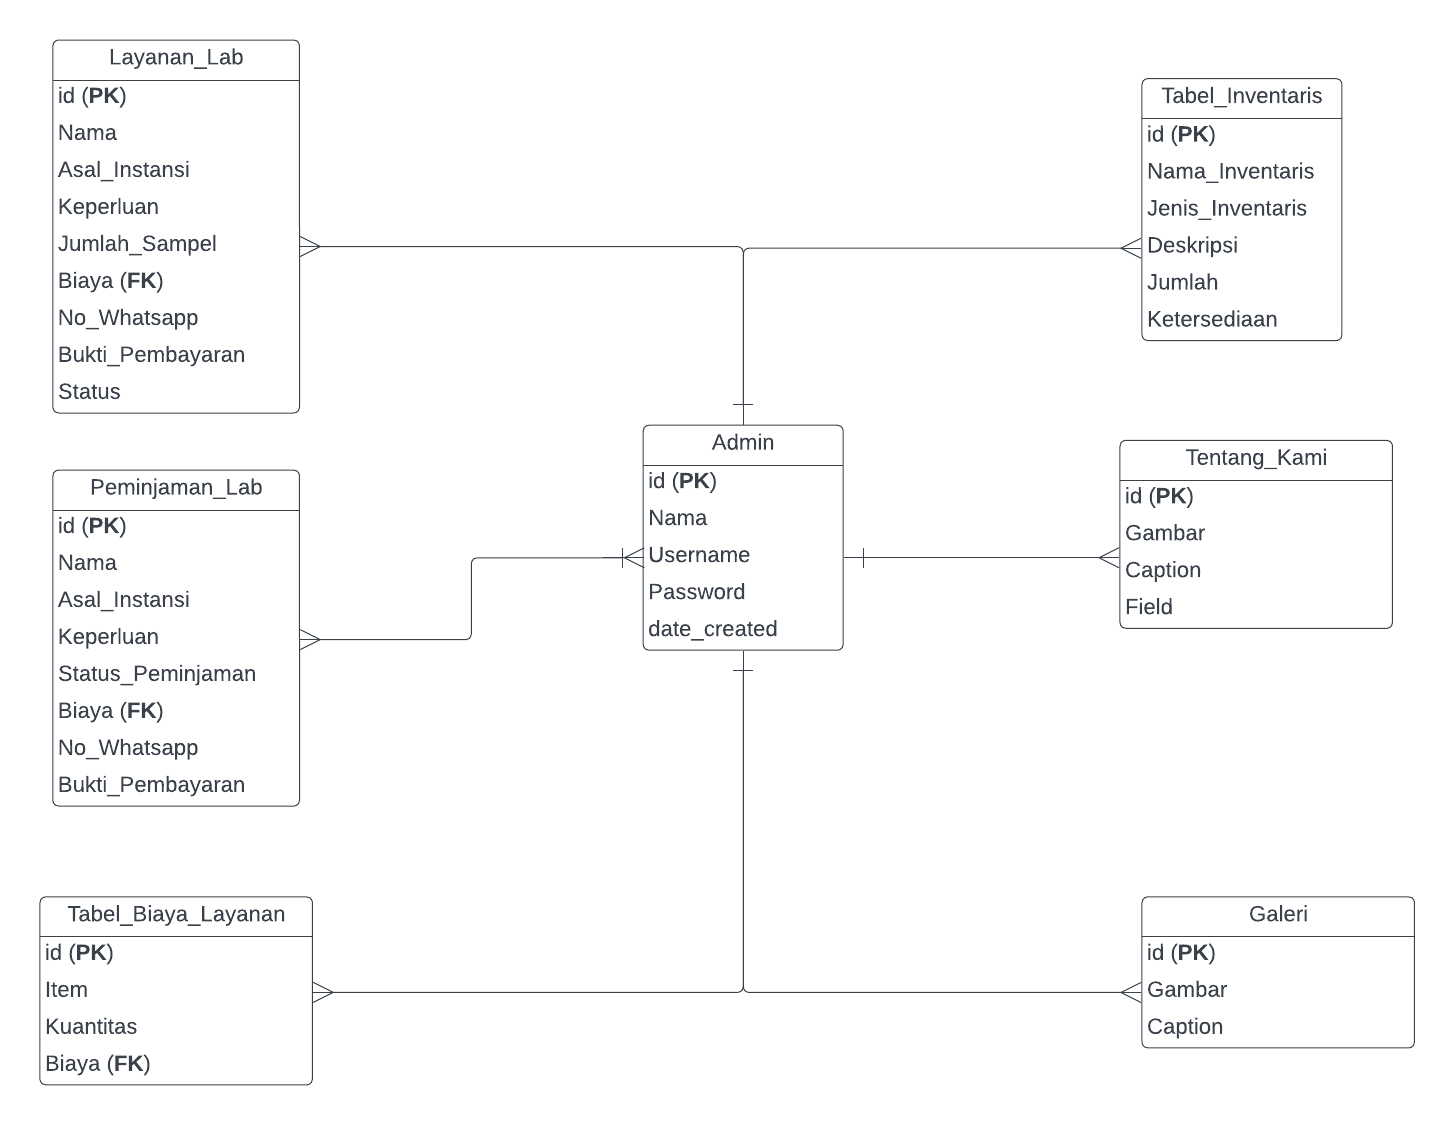 Layanan_Lab
id (PK)
Nama
Asal_Instansi
Keperluan
Jumlah_Sampel
Biaya (FK)
No_Whatsapp
Bukti_Pembayaran
Status
Tabel_Inventaris
id (PK)
Nama_Inventaris
Jenis_Inventaris
Deskripsi
Jumlah
Ketersediaan
Admin
id (PK)
Nama
Username
Password
date_created
Tentang_Kami
id (PK)
Gambar
Caption
Field
Peminjaman_Lab
id (PK)
Nama
Asal_Instansi
Keperluan
Status_Peminjaman
Biaya (FK)
No_Whatsapp
Bukti_Pembayaran
Tabel_Biaya_Layanan
id (PK)
Item
Kuantitas
Biaya (FK)
Galeri
id (PK)
Gambar
Caption